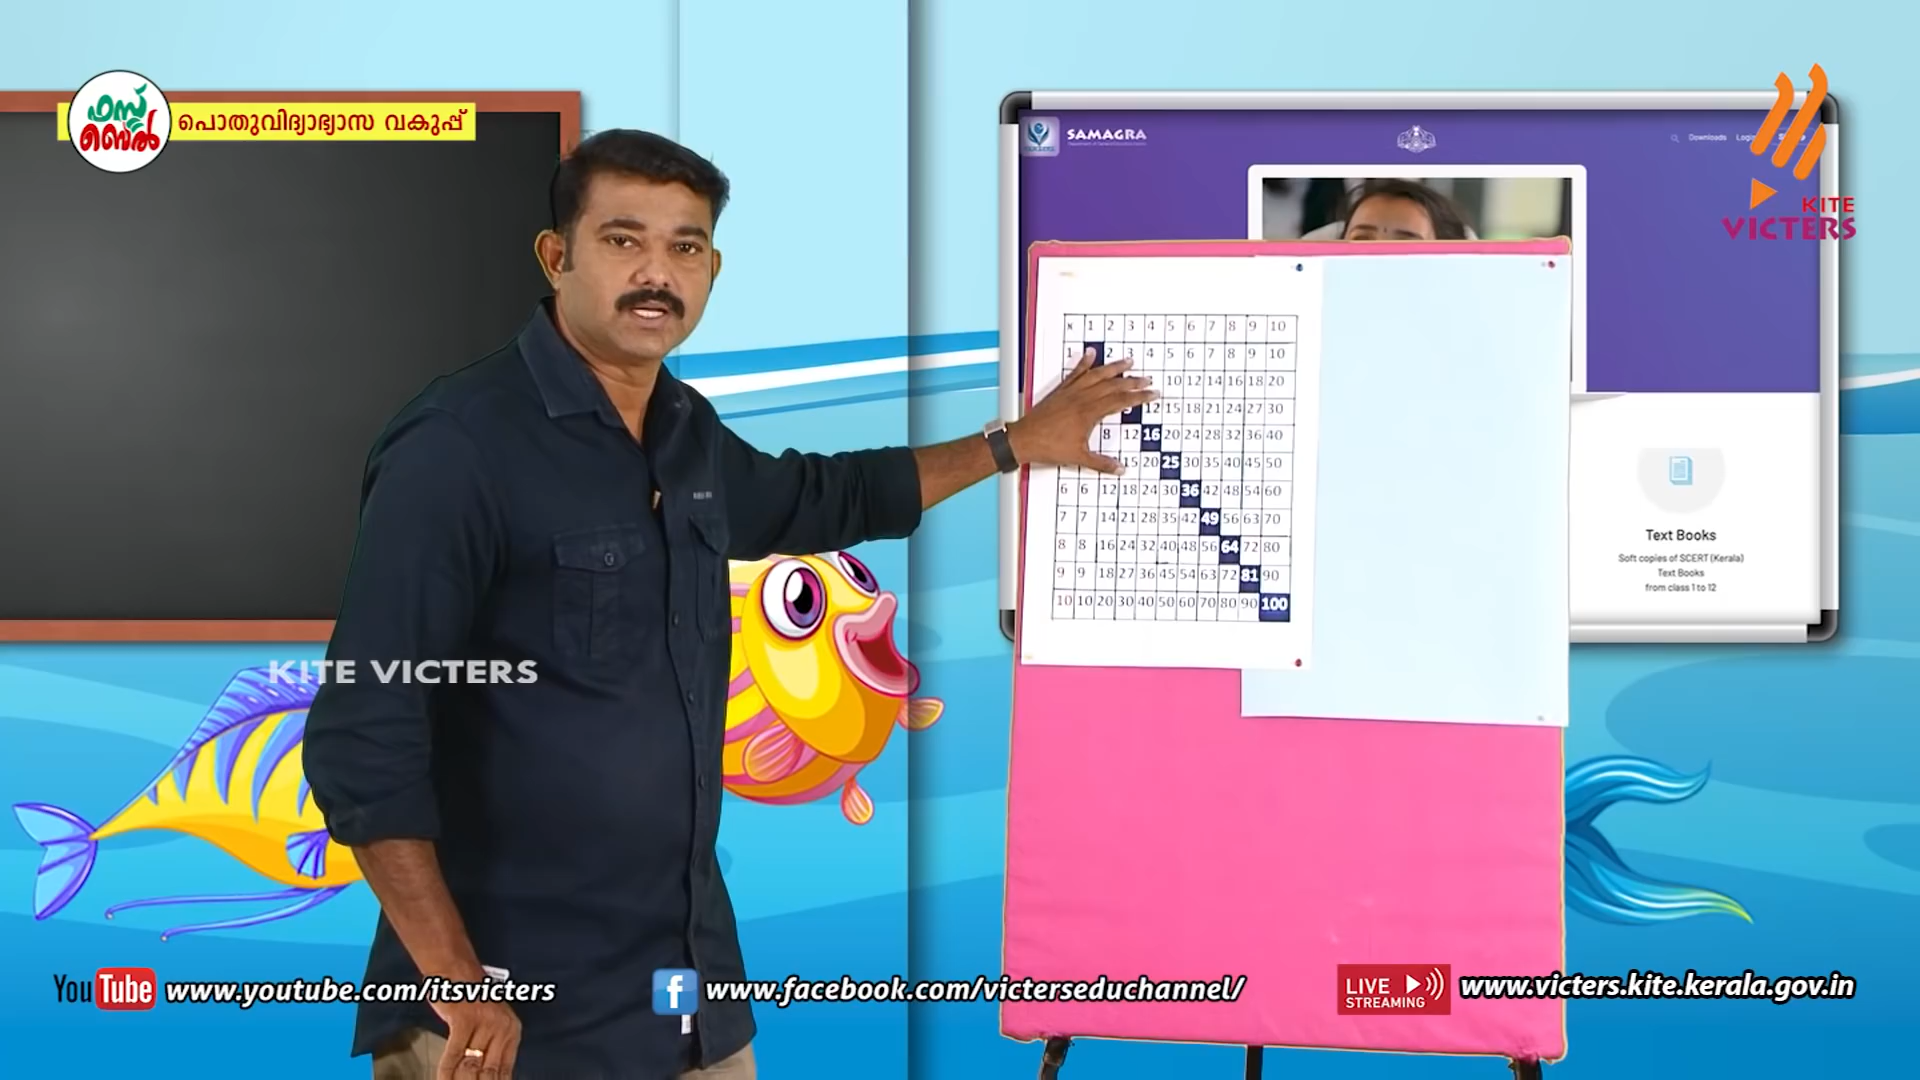 ഫസ്റ്റ്
ബെൽ
പൊതുവിദ്യാഭ്യാസ വകുപ്പ്
SAMAGRA
Downloads
KITE
VICTERS
x 1 2 3 4 5 6 7 8 9 10
1 2 3 4 5 6 7 8 9 10
10 12 14 16 18 20
12 15 18 21 24 27 30
8 12 16 20 24 28 32 36 40
15 20 25 30 35 40 45 50
6 6 12 18 24 30 36 42 48 54 60
7 7 14 21 28 35 42 49 56 63 70
8 8 16 24 32 40 48 56 64 72 80
9 9 18 27 36 45 54 63 72 81 90
10 10 20 30 40 50 60 70 80 90 100
Text Books
Soft copies of SCERT (Kerala)
Text Books
from class 1 to 12
KITE VICTERS
YouTube www.youtube.com/itsvicters
f www.facebook.com/victerseduchannel/
LIVE
STREAMING
www.victers.kite.kerala.gov.in